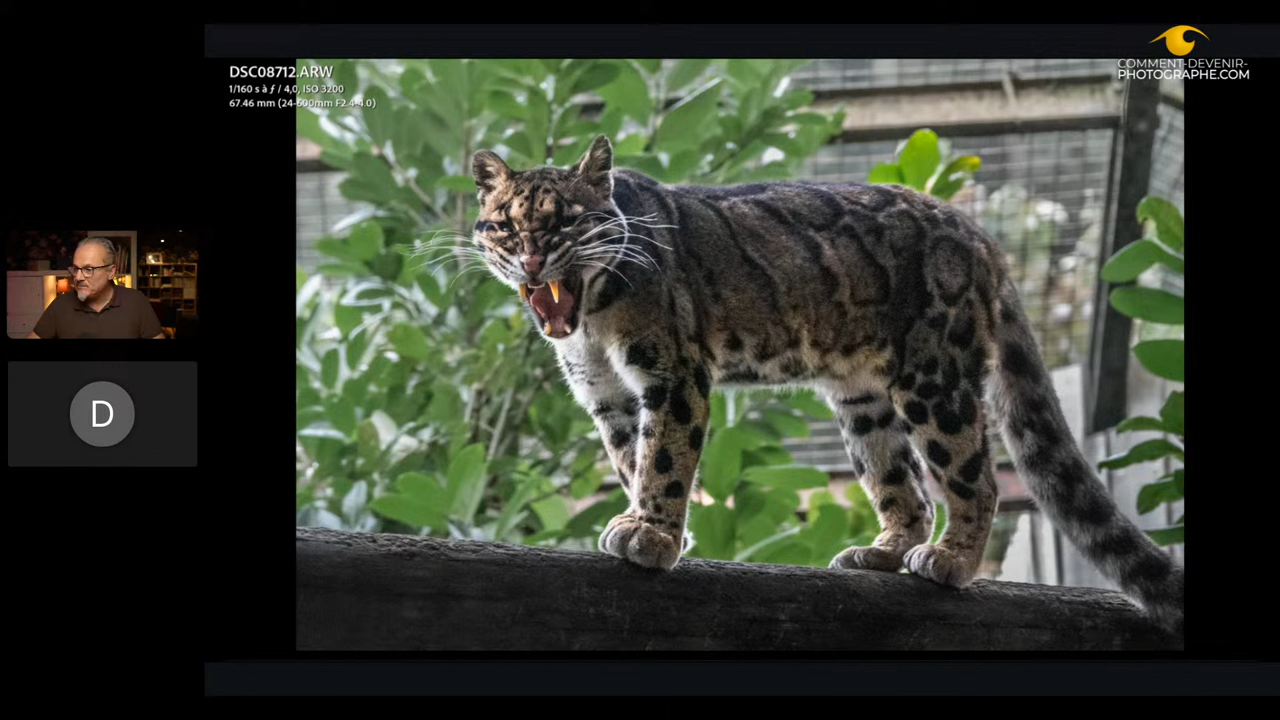 DSC08712.ARW
1/160 s à ƒ / 4,0, ISO 3200
67.46 mm (24-600mm F2.4-4.0)
COMMENT-DEVENIR-
PHOTOGRAPHE.COM
D